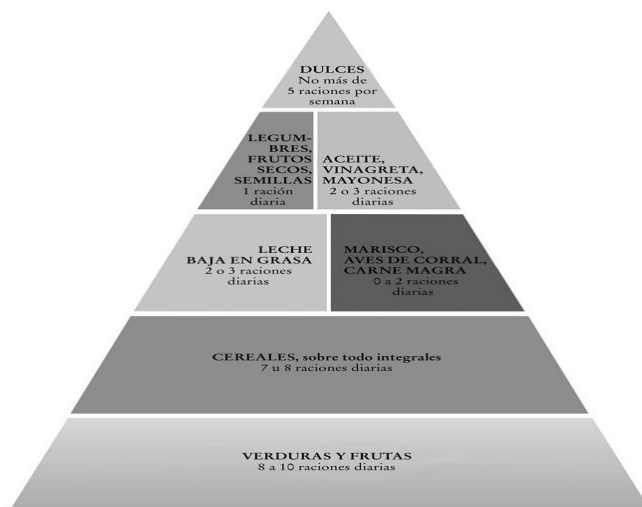 DULCES
No más de
5 raciones por
semana
LEGUM-
BRES,
FRUTOS
SECOS,
SEMILLAS
1 ración
diaria
ACEITE,
VINAGRETA,
MAYONESA
2 o 3 raciones
diarias
LECHE
BAJA EN GRASA
2 o 3 raciones
diarias
MARISCO,
AVES DE CORRAL,
CARNE MAGRA
0 a 2 raciones
diarias
CEREALES, sobre todo integrales
7 u 8 raciones diarias
VERDURAS Y FRUTAS
8 a 10 raciones diarias